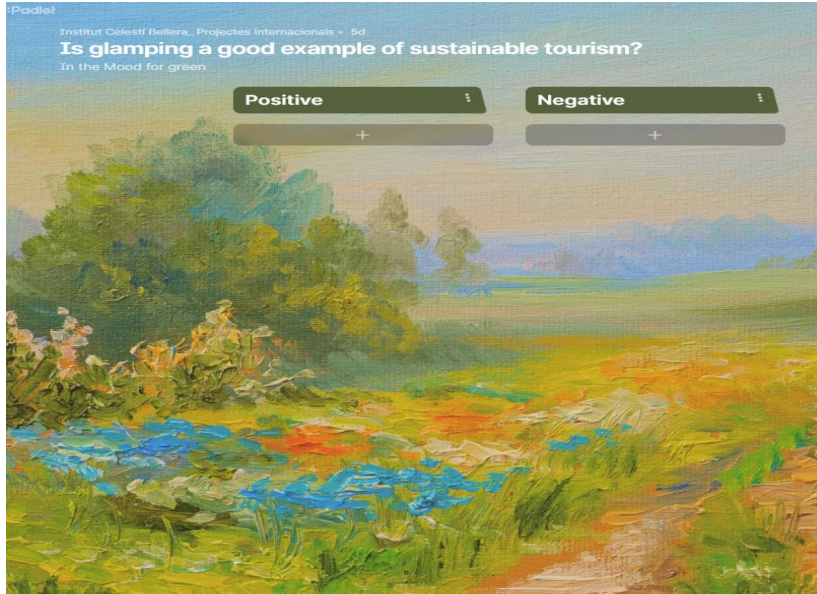 :Padlet
Institut Celestí Bellera_ Projectes internacionals • 5d
Is glamping a good example of sustainable tourism?
In the Mood for green
Positive
Negative
+
+